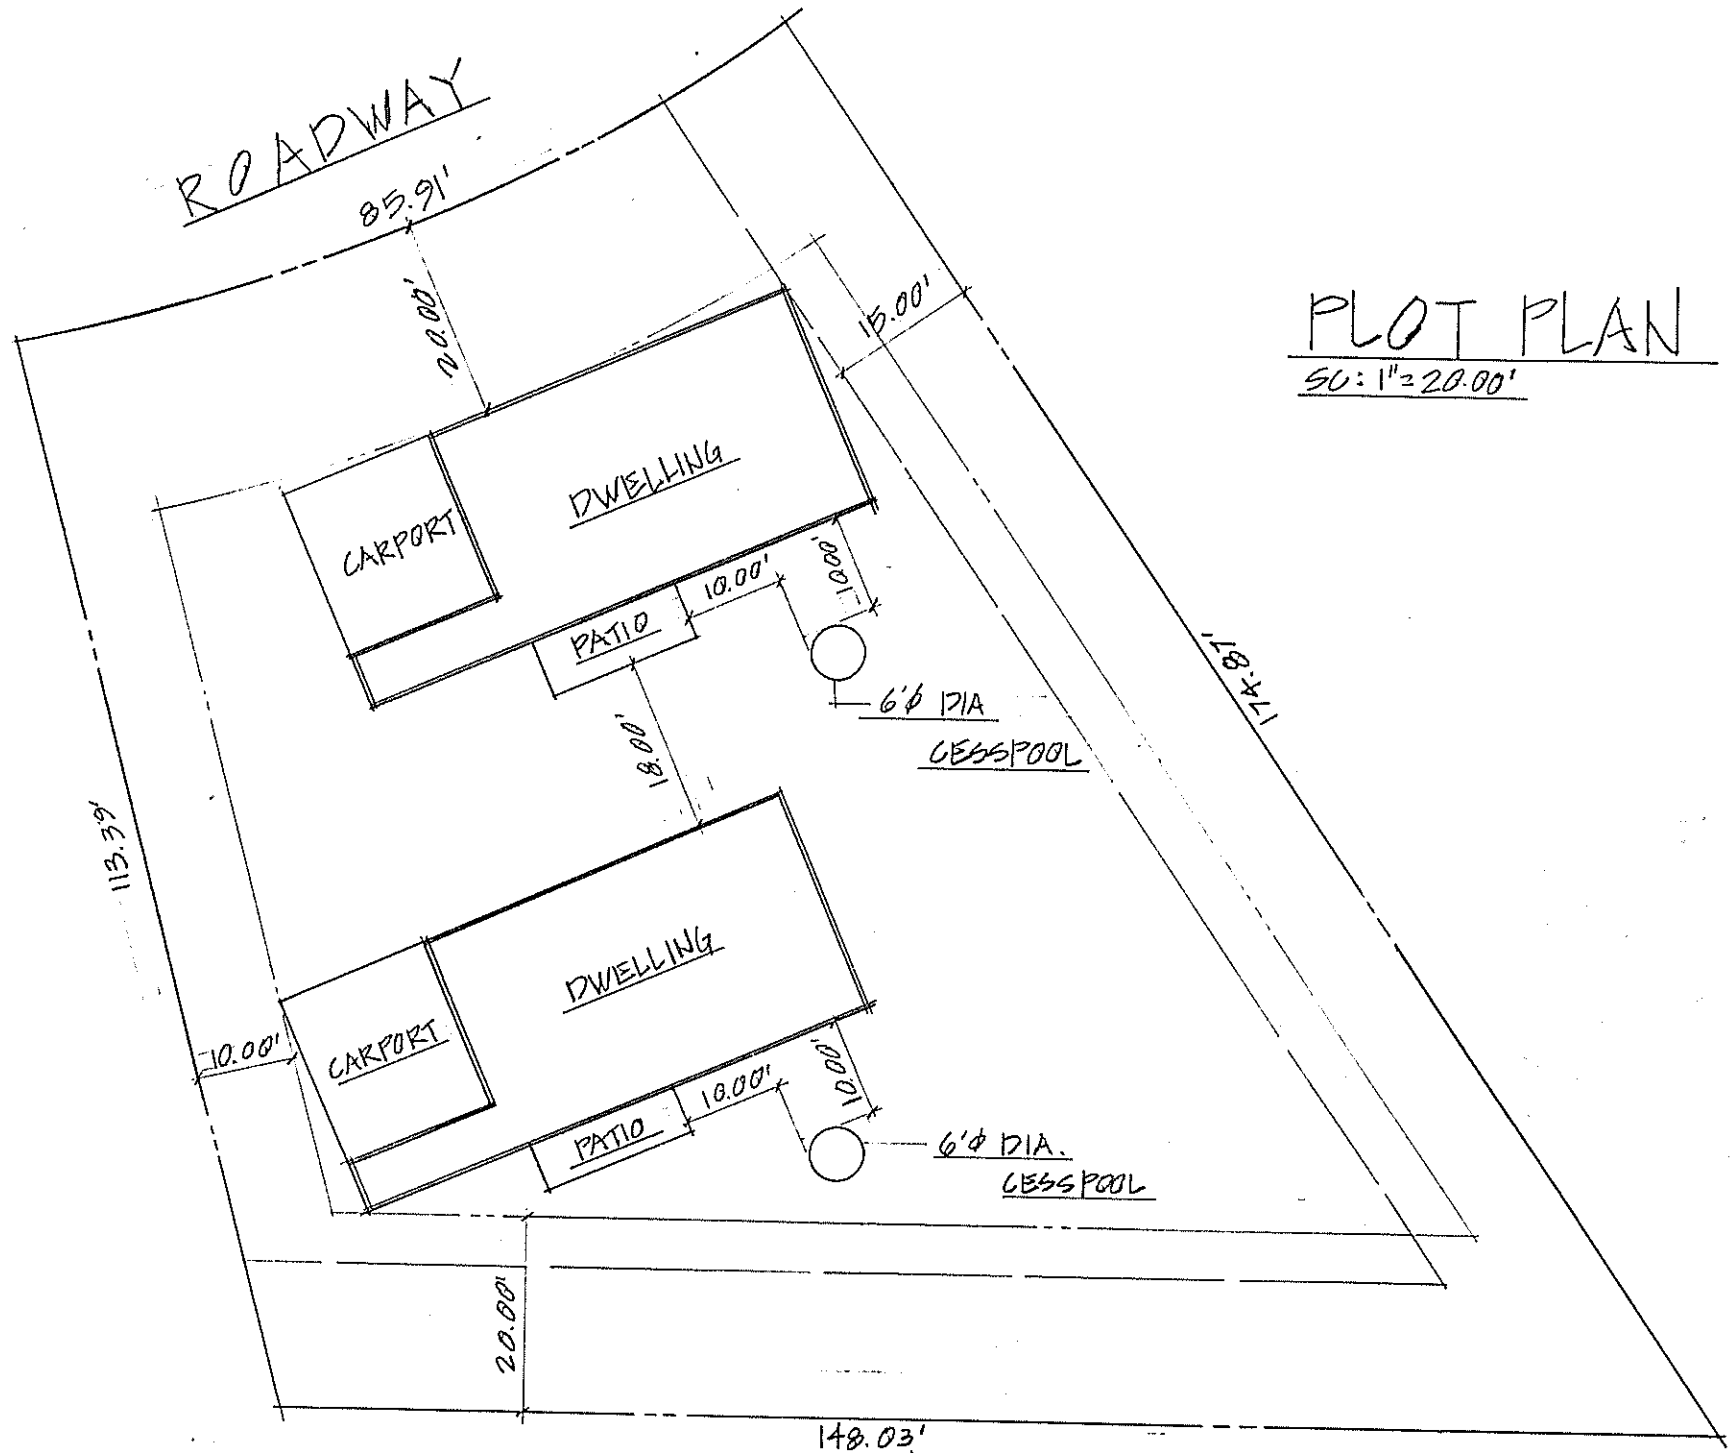 ROADWAY
85.91'
20.00'
15.00'
PLOT PLAN
SC: 1"=20.00'
DWELLING
CARPORT
10.00'
10.00'
PATIO
6'φ DIA
CESSPOOL
174.87'
18.00'
113.39'
DWELLING
CARPORT
10.00'
10.00'
10.00'
PATIO
6'φ DIA.
CESSPOOL
20.00'
148.03'